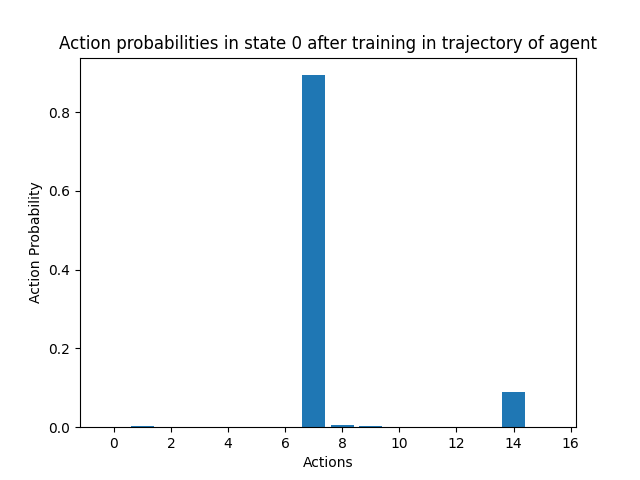 Action probabilities in state 0 after training in trajectory of agent
0.8
0.6
0.4
0.2
0.0
Action Probability
0 2 4 6 8 10 12 14 16
Actions